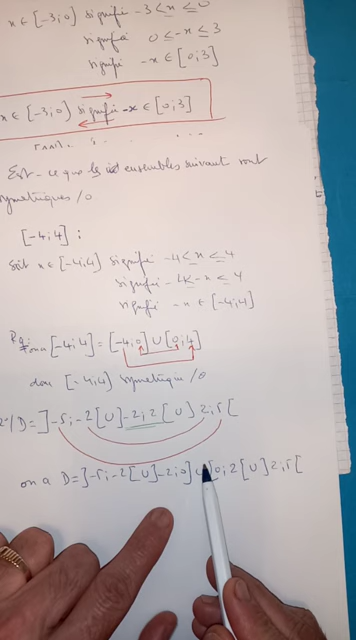 x ∈ [-3;0] signifie -3 ≤ x ≤ 0
signifie 0 ≤ -x ≤ 3
signifie -x ∈ [0;3]
x ∈ [-3;0] signifie -x ∈ [0;3]
Est-ce que les ensembles suivant sont
symétriques /0
[-4;4] :
Soit x ∈ [-4;4] signifie -4 ≤ x ≤ 4
signifie -4 ≤ -x ≤ 4
signifie -x ∈ [-4;4]
Rq: on a [-4;4] = [-4;0] ∪ [0;4]
donc [-4;4] symétrique /0
2°/ D = ]-5;-2[ ∪ ]-2;2[ ∪ ]2;5[
on a D = ]-5;-2[ ∪ ]-2;0] ∪ [0;2[ ∪ ]2;5[